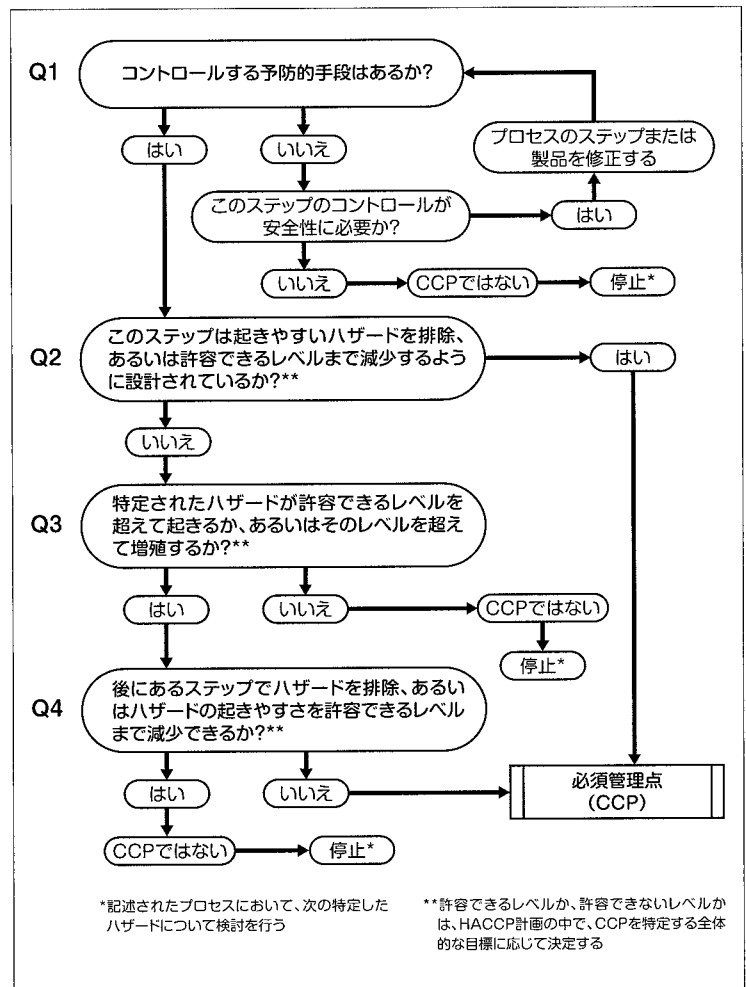 Q1
コントロールする予防的手段はあるか?
はい
いいえ
プロセスのステップまたは
製品を修正する
このステップのコントロールが
安全性に必要か?
はい
いいえ
CCPではない
停止*
Q2
このステップは起きやすいハザードを排除、
あるいは許容できるレベルまで減少するよう
に設計されているか?**
はい
いいえ
Q3
特定されたハザードが許容できるレベルを
超えて起きるか、あるいはそのレベルを超え
て増殖するか?**
はい
いいえ
CCPではない
停止*
Q4
後にあるステップでハザードを排除、あるい
はハザードの起きやすさを許容できるレベル
まで減少できるか?**
はい
いいえ
必須管理点
(CCP)
CCPではない
停止*
*記述されたプロセスにおいて、次の特定した
ハザードについて検討を行う
**許容できるレベルか、許容できないレベルか
は、HACCP計画の中で、CCPを特定する全体
的な目標に応じて決定する